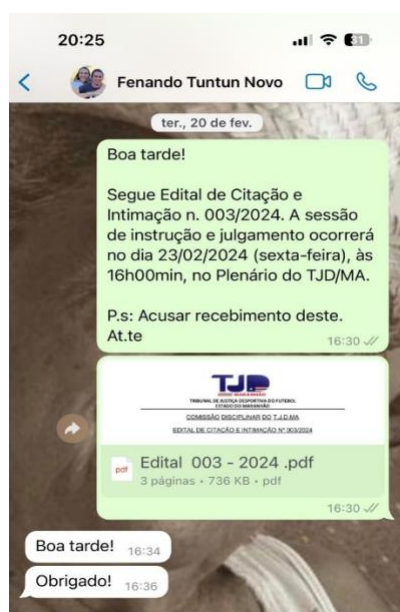 20:25
31
Fenando Tuntun Novo
ter., 20 de fev.
Boa tarde!
Segue Edital de Citação e
Intimação n. 003/2024. A sessão
de instrução e julgamento ocorrerá
no dia 23/02/2024 (sexta-feira), às
16h00min, no Plenário do TJD/MA.
P.s: Acusar recebimento deste.
At.te
16:30
TJD
TRIBUNAL DE JUSTIÇA DESPORTIVA DO FUTEBOL
ESTADO DO MARANHÃO
COMISSÃO DISCIPLINAR DO T.J.D.MA
EDITAL DE CITAÇÃO E INTIMAÇÃO Nº 003/2024
pdf
Edital 003 - 2024 .pdf
3 páginas • 736 KB • pdf
16:30
Boa tarde! 16:34
Obrigado! 16:36